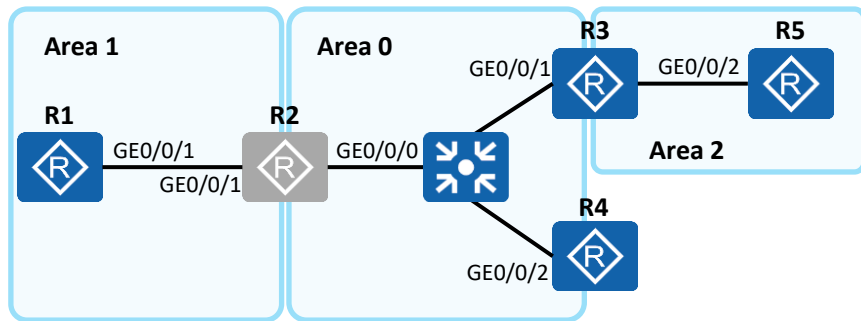 Area 1
Area 0
R3
R5
GE0/0/1
GE0/0/2
R
R
R1
R2
Area 2
GE0/0/1
GE0/0/0
R
R
GE0/0/1
R4
R
GE0/0/2